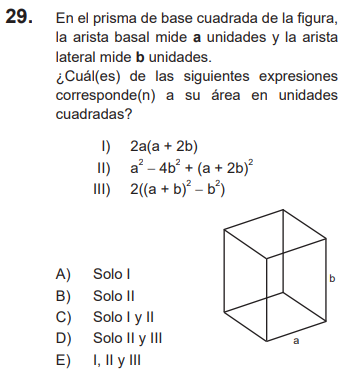 29. En el prisma de base cuadrada de la figura,
la arista basal mide a unidades y la arista
lateral mide b unidades.
¿Cuál(es) de las siguientes expresiones
corresponde(n) a su área en unidades
cuadradas?
I) 2a(a + 2b)
II) a² – 4b² + (a + 2b)²
III) 2((a + b)² – b²)
A) Solo I
B) Solo II
C) Solo I y II
D) Solo II y III
E) I, II y III
b
a